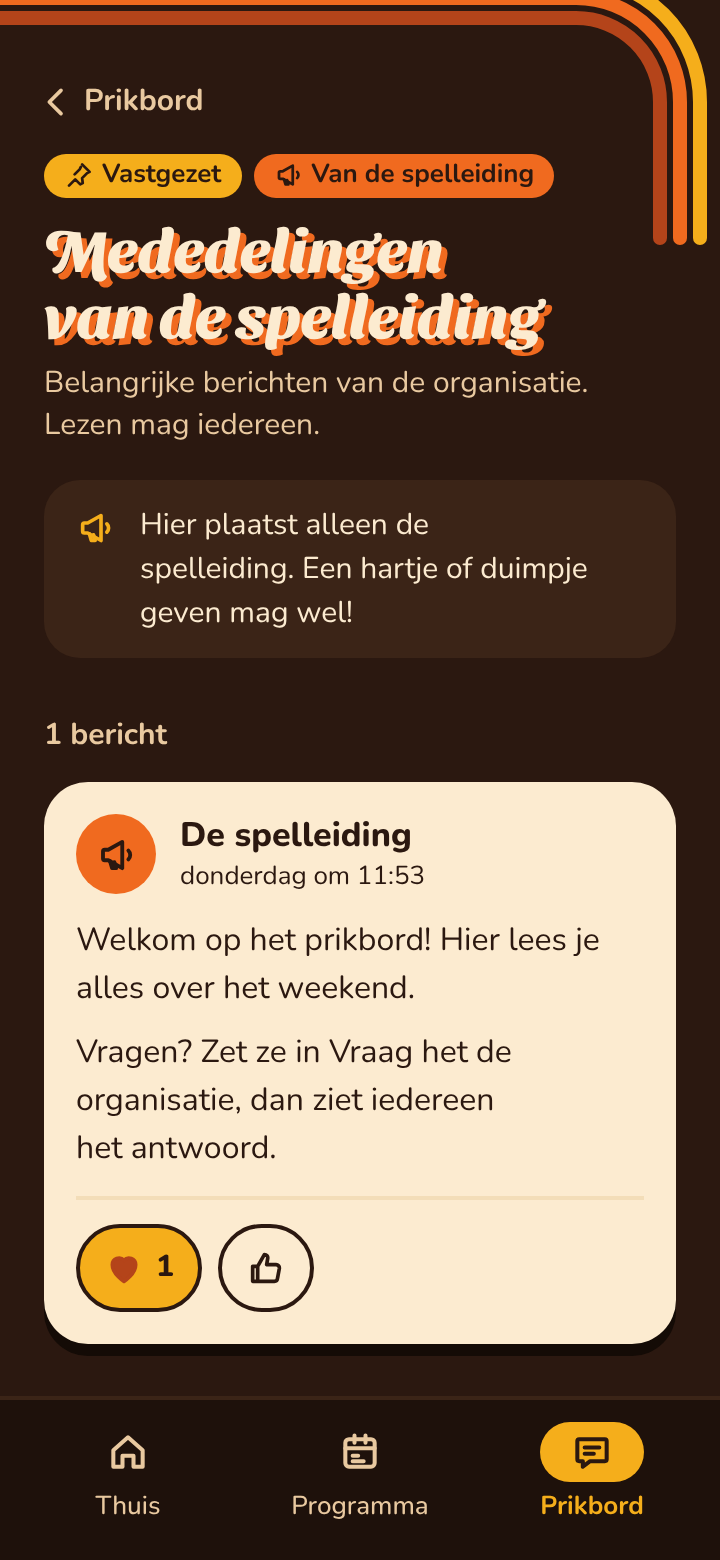 Prikbord
Vastgezet
Van de spelleiding
Mededelingen
van de spelleiding
Belangrijke berichten van de organisatie.
Lezen mag iedereen.
Hier plaatst alleen de
spelleiding. Een hartje of duimpje
geven mag wel!
1 bericht
De spelleiding
donderdag om 11:53
Welkom op het prikbord! Hier lees je
alles over het weekend.
Vragen? Zet ze in Vraag het de
organisatie, dan ziet iedereen
het antwoord.
1
Thuis
Programma
Prikbord